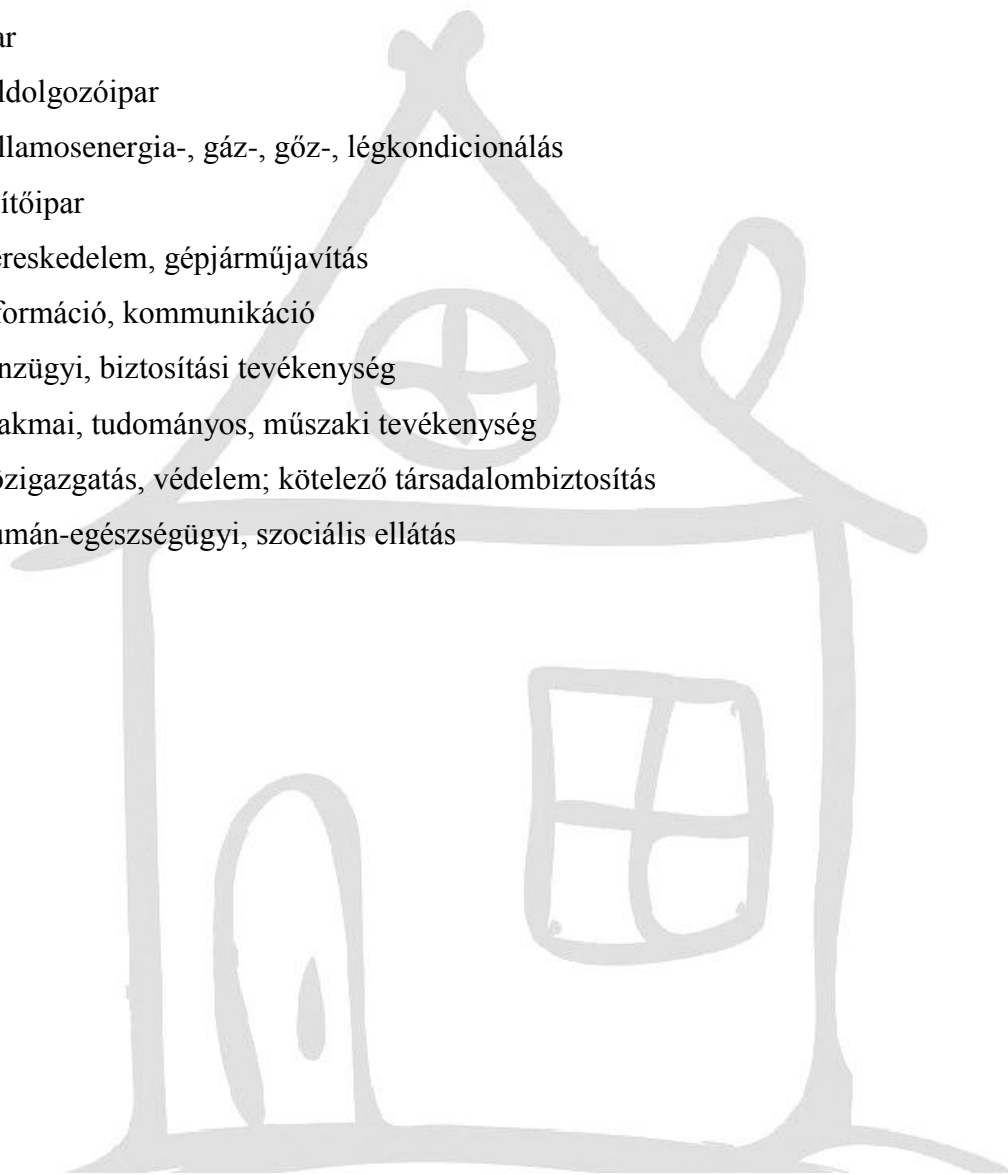 ar
ldolgozóipar
llamosenergia-, gáz-, gőz-, légkondicionálás
ítőipar
ereskedelem, gépjárműjavítás
formáció, kommunikáció
nzügyi, biztosítási tevékenység
akmai, tudományos, műszaki tevékenység
özigazgatás, védelem; kötelező társadalombiztosítás
umán-egészségügyi, szociális ellátás